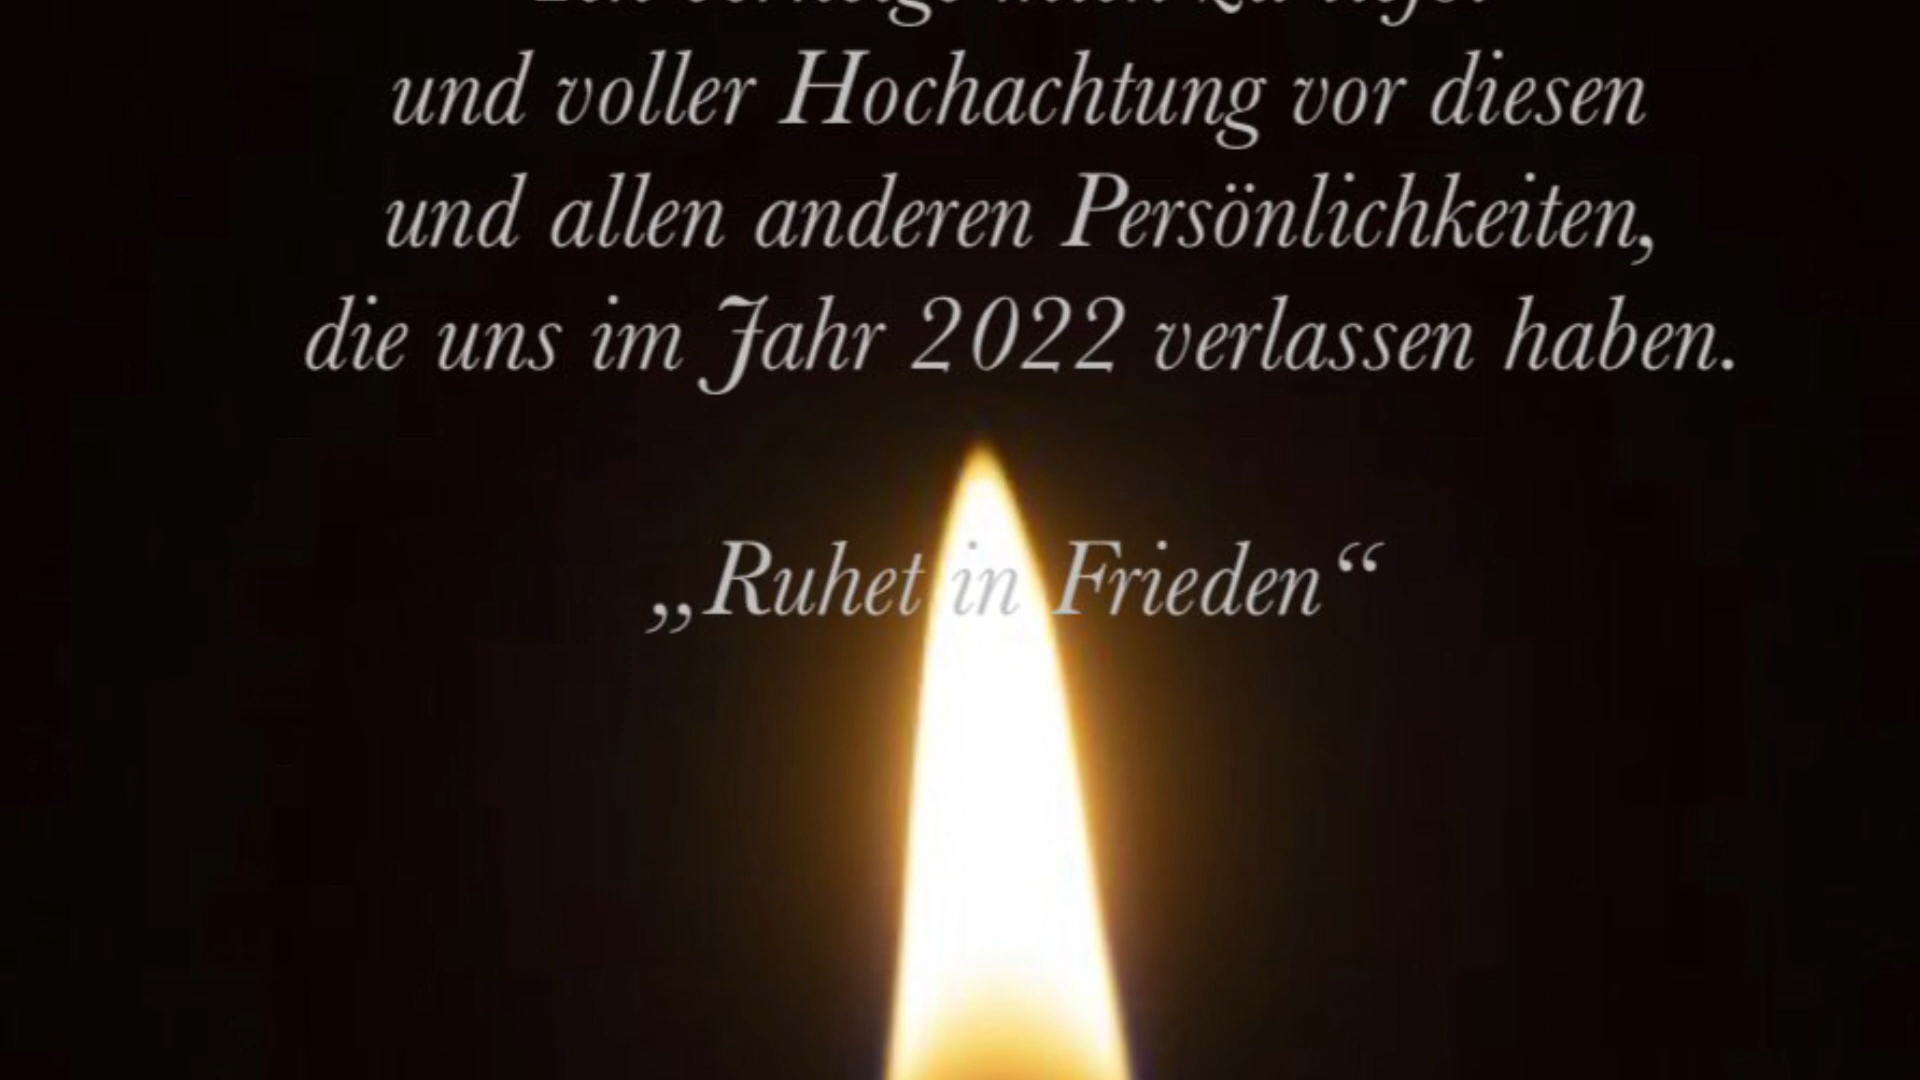 und voller Hochachtung vor diesen
und allen anderen Persönlichkeiten,
die uns im Jahr 2022 verlassen haben.
„Ruhet in Frieden“